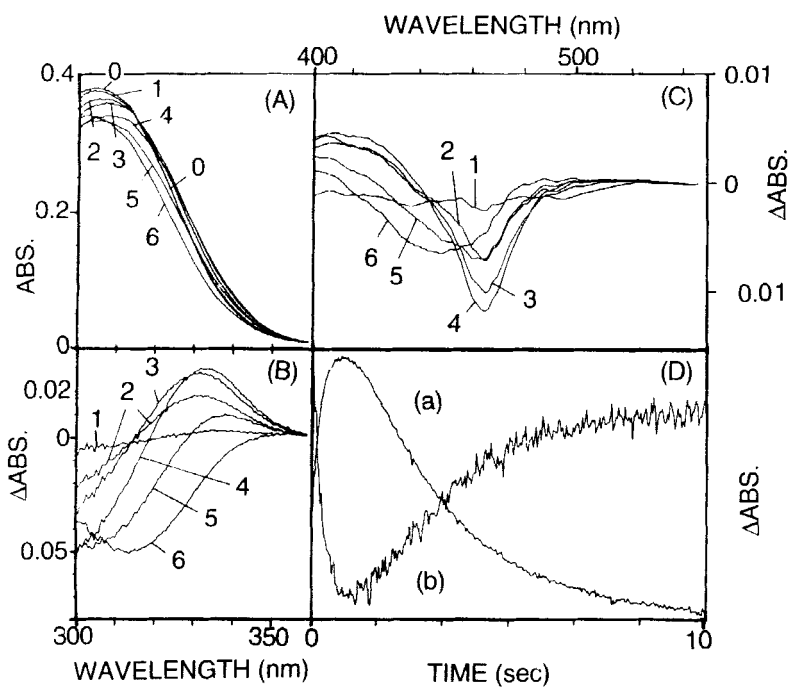 WAVELENGTH (nm)
400 500
0.4 0 1 (A) (C) 0.01
4
2 3 0 2 1
0.2 5 0
6 6 5
ABS. ΔABS.
4 3 0.01
0
3 (B) (D)
0.02 2 (a)
1
0
4
ΔABS. 5 ΔABS.
0.05 6 (b)
300 350 0 10
WAVELENGTH (nm) TIME (sec)